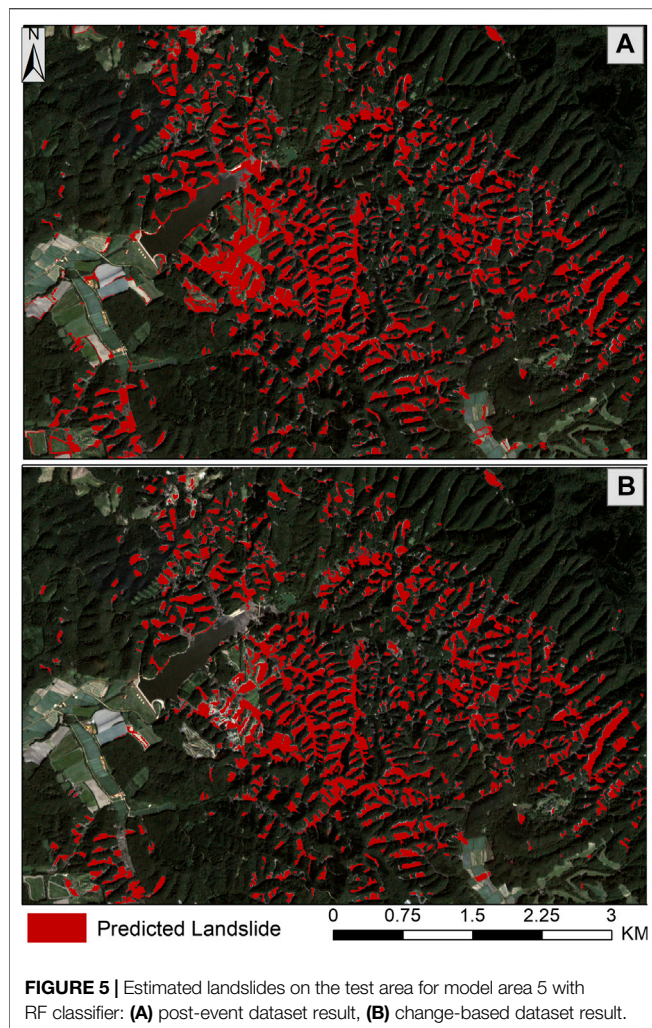 N
A
B
Predicted Landslide
0 0.75 1.5 2.25 3
KM
FIGURE 5 | Estimated landslides on the test area for model area 5 with
RF classifier: (A) post-event dataset result, (B) change-based dataset result.